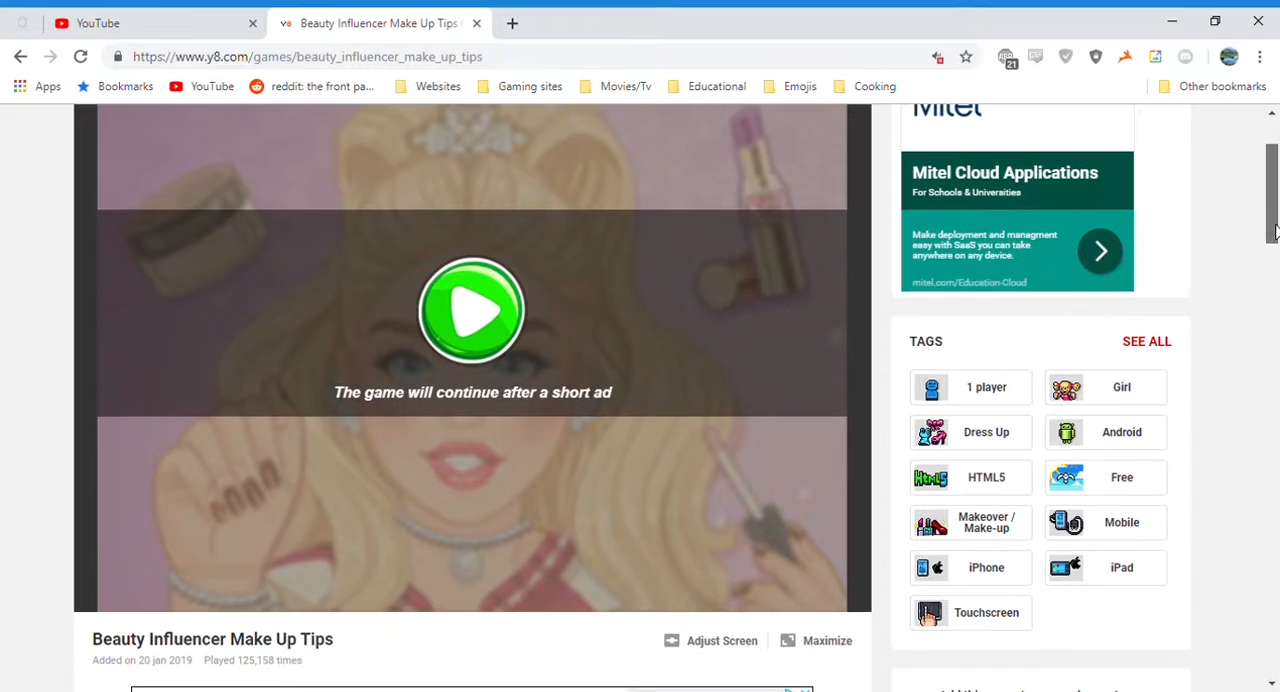 YouTube
Beauty Influencer Make Up Tips
https://www.y8.com/games/beauty_influencer_make_up_tips
21
Apps
Bookmarks
YouTube
reddit: the front pa...
Websites
Gaming sites
Movies/Tv
Educational
Emojis
Cooking
Other bookmarks
Mitel
Mitel Cloud Applications
For Schools & Universities
Make deployment and managment
easy with SaaS you can take
anywhere on any device.
mitel.com/Education-Cloud
The game will continue after a short ad
TAGS
SEE ALL
1 player
Girl
Dress Up
Android
HTML5
Free
Makeover /
Make-up
Mobile
iPhone
iPad
Touchscreen
Beauty Influencer Make Up Tips
Adjust Screen
Maximize
Added on 20 jan 2019 Played 125,158 times